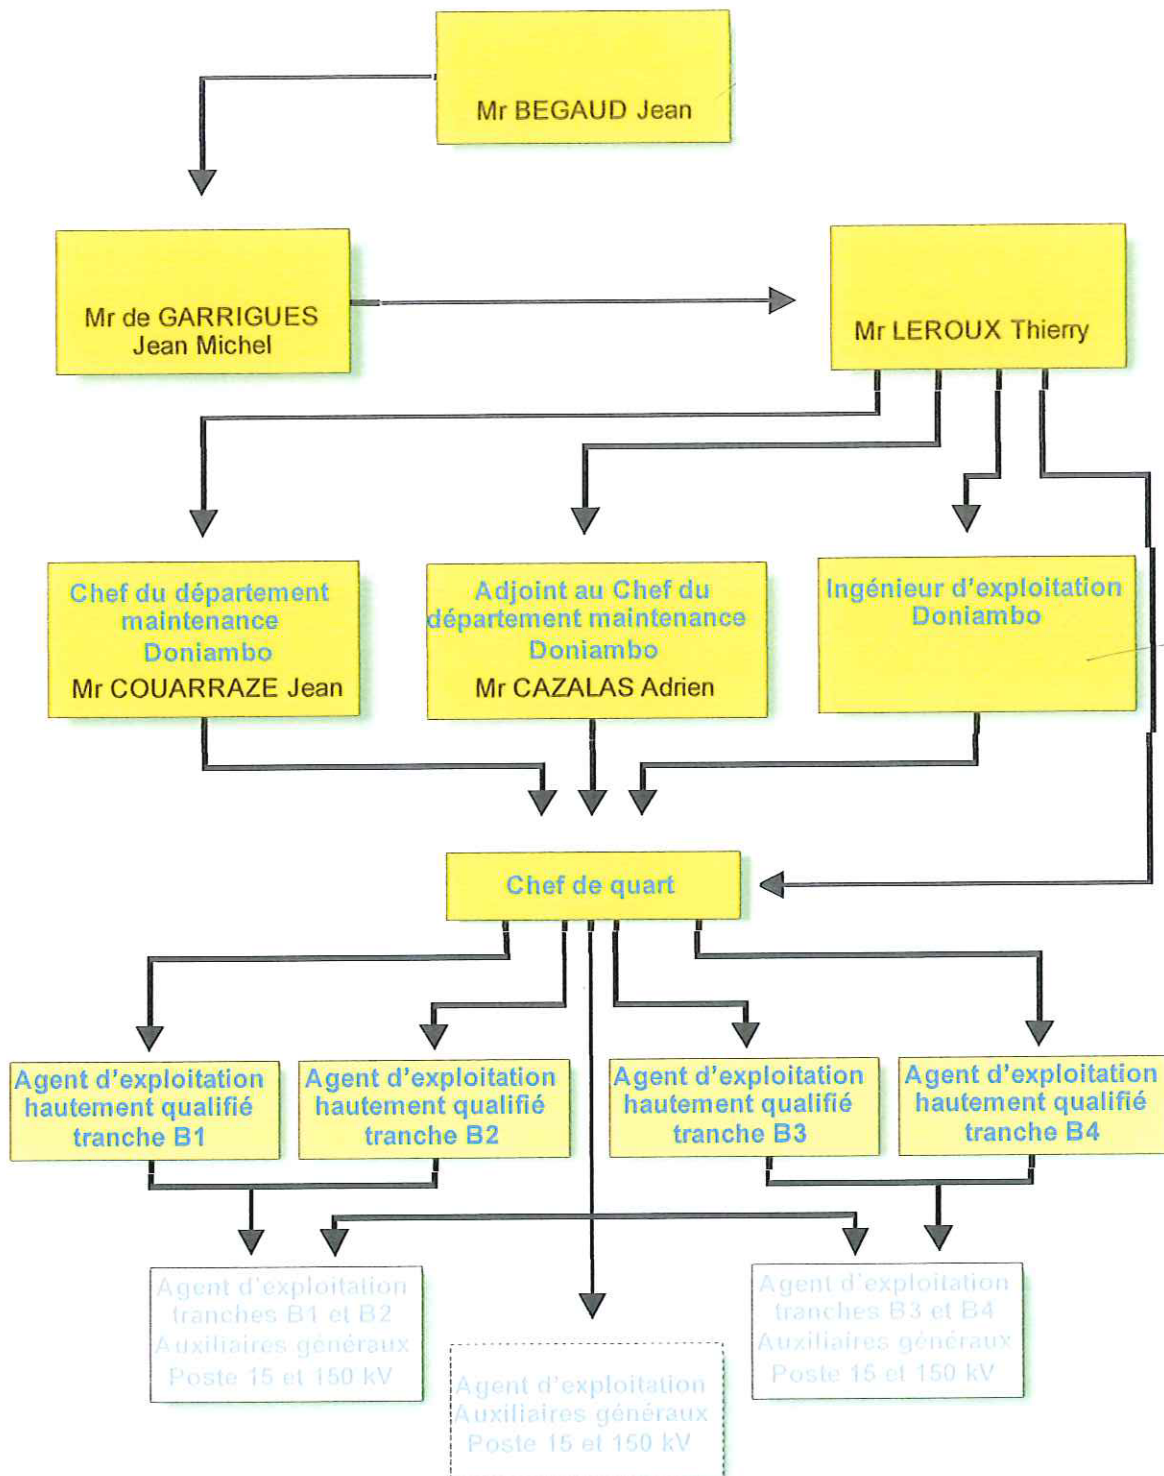 Mr BEGAUD Jean
Mr de GARRIGUES
Jean Michel
Mr LEROUX Thierry
Chef du département
maintenance
Doniambo
Mr COUARRAZE Jean
Adjoint au Chef du
département maintenance
Doniambo
Mr CAZALAS Adrien
Ingénieur d'exploitation
Doniambo
Chef de quart
Agent d'exploitation
hautement qualifié
tranche B1
Agent d'exploitation
hautement qualifié
tranche B2
Agent d'exploitation
hautement qualifié
tranche B3
Agent d'exploitation
hautement qualifié
tranche B4
Agent d'exploitation
tranches B1 et B2
Auxiliaires généraux
Poste 15 et 150 kV
Agent d'exploitation
Auxiliaires généraux
Poste 15 et 150 kV
Agent d'exploitation
tranches B3 et B4
Auxiliaires généraux
Poste 15 et 150 kV